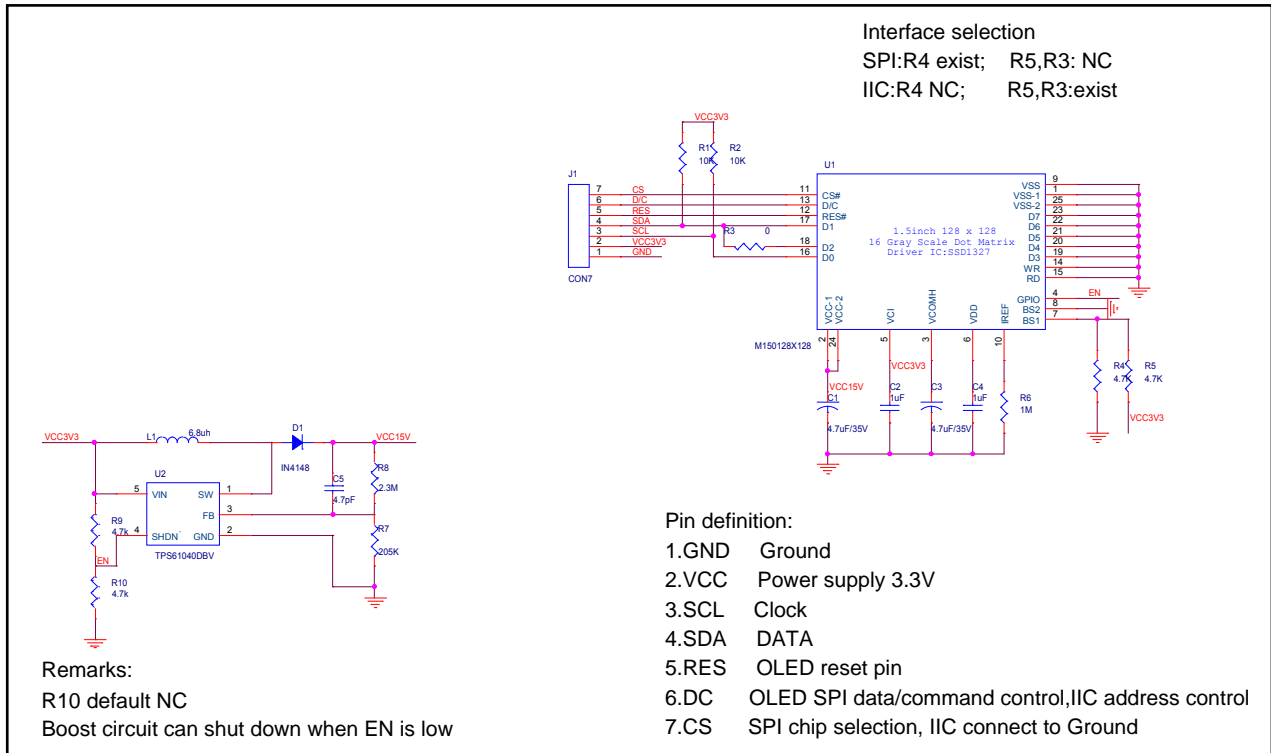 Interface selection
SPI:R4 exist; R5,R3: NC
IIC:R4 NC; R5,R3:exist
VCC3V3
R1
10K
R2
10K
J1
7 CS
6 D/C
5 RES
4 SDA
3 SCL
2 VCC3V3
1 GND
CON7
R3 0
U1
11 CS#
13 D/C
12 RES#
17 D1
18 D2
16 D0
1.5inch 128 x 128
16 Gray Scale Dot Matrix
Driver IC:SSD1327
VSS 9
VSS-1 1
VSS-2 25
D7 23
D6 22
D5 21
D4 20
D3 19
WR 14
RD 15
GPIO 4 EN
BS2 8
BS1 7
VCC-1 2
VCC-2 24
VCI 5
VCOMH 3
VDD 6
IREF 10
M150128X128
VCC15V
C1
4.7uF/35V
VCC3V3
C2
1uF
C3
4.7uF/35V
C4
1uF
R6
1M
R4
4.7K
R5
4.7K
VCC3V3
VCC3V3
L1 6.8uh
D1
IN4148
VCC15V
U2
5 VIN
SW 1
FB 3
4 SHDN`
GND 2
TPS61040DBV
C5
4.7pF
R8
2.3M
R7
205K
R9
4.7k
EN
R10
4.7k
Remarks:
R10 default NC
Boost circuit can shut down when EN is low
Pin definition:
1.GND Ground
2.VCC Power supply 3.3V
3.SCL Clock
4.SDA DATA
5.RES OLED reset pin
6.DC OLED SPI data/command control,IIC address control
7.CS SPI chip selection, IIC connect to Ground